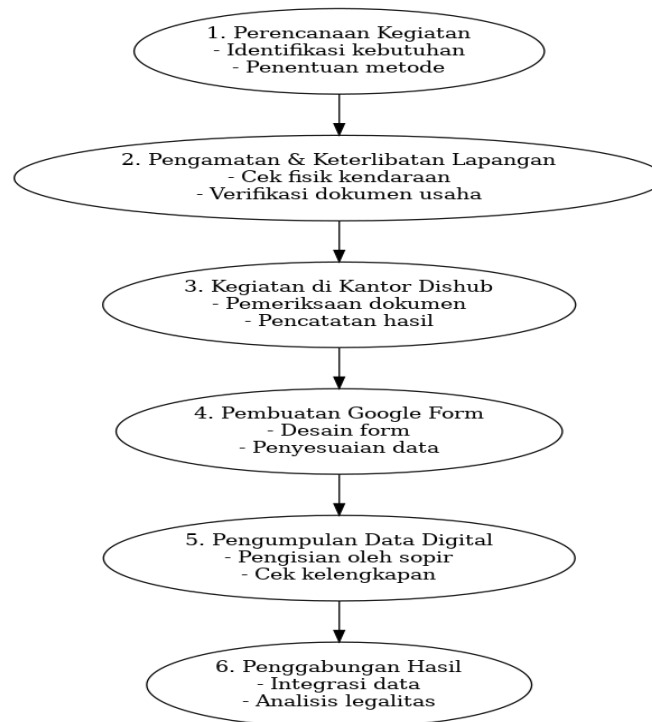 1. Perencanaan Kegiatan
- Identifikasi kebutuhan
- Penentuan metode
2. Pengamatan & Keterlibatan Lapangan
- Cek fisik kendaraan
- Verifikasi dokumen usaha
3. Kegiatan di Kantor Dishub
- Pemeriksaan dokumen
- Pencatatan hasil
4. Pembuatan Google Form
- Desain form
- Penyesuaian data
5. Pengumpulan Data Digital
- Pengisian oleh sopir
- Cek kelengkapan
6. Penggabungan Hasil
- Integrasi data
- Analisis legalitas